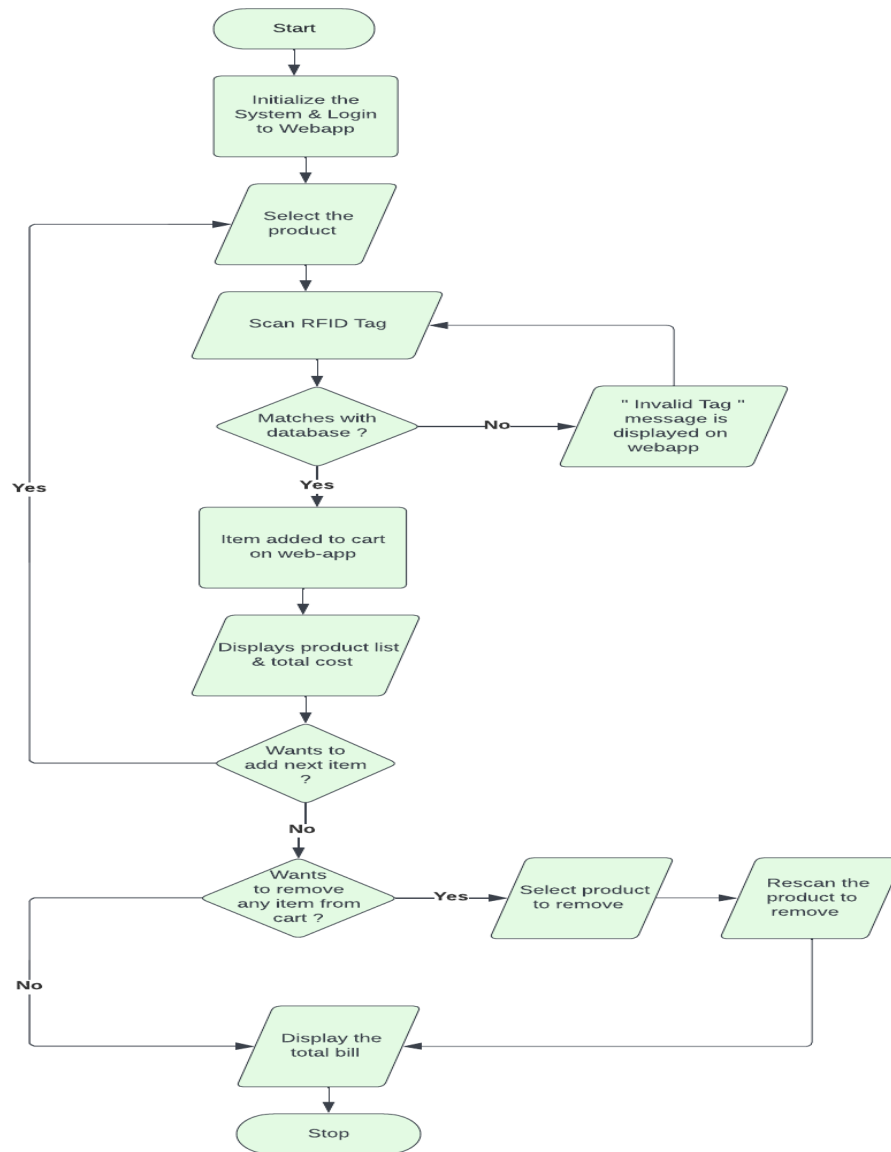 Start
Initialize the
System & Login
to Webapp
Select the
product
Scan RFID Tag
Matches with
database ?
No
" Invalid Tag "
message is
displayed on
webapp
Yes
Yes
Item added to cart
on web-app
Displays product list
& total cost
Wants to
add next item
?
No
Wants
to remove
any item from
cart ?
Yes
Select product
to remove
Rescan the
product to
remove
No
Display the
total bill
Stop